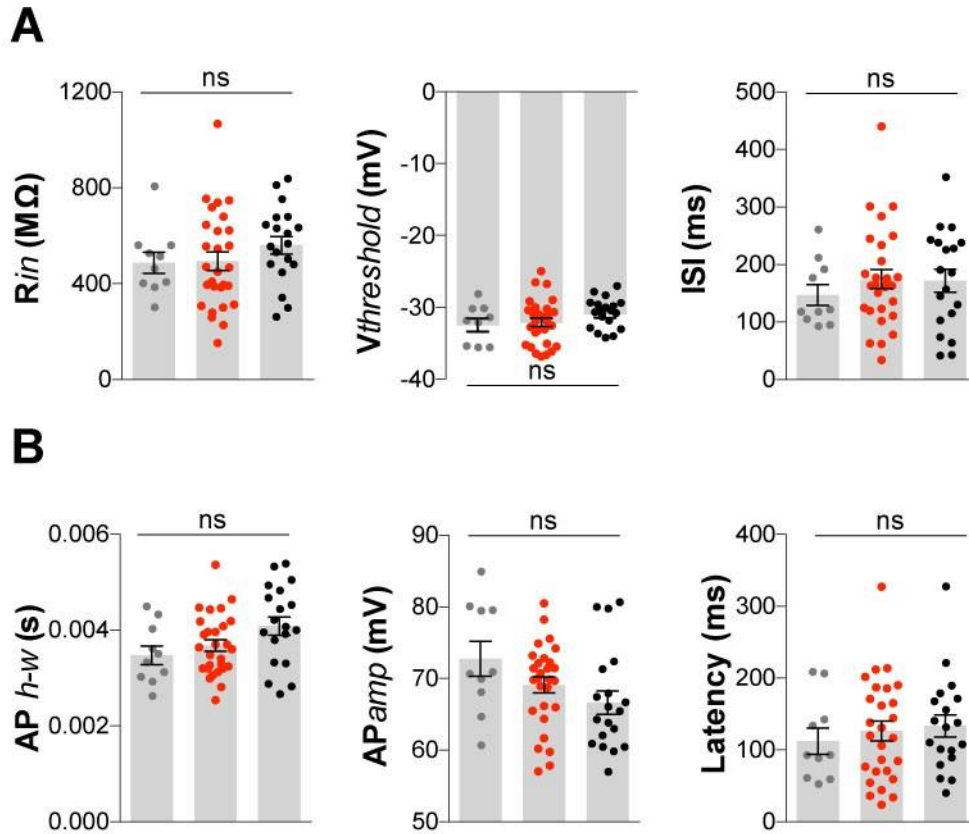 A
Rin (MΩ)
1200
800
400
0
ns
Vthreshold (mV)
0
-10
-20
-30
-40
ns
ISI (ms)
500
400
300
200
100
0
ns
B
AP h-w (s)
0.006
0.004
0.002
0.000
ns
APamp (mV)
90
80
70
60
50
ns
Latency (ms)
400
300
200
100
0
ns